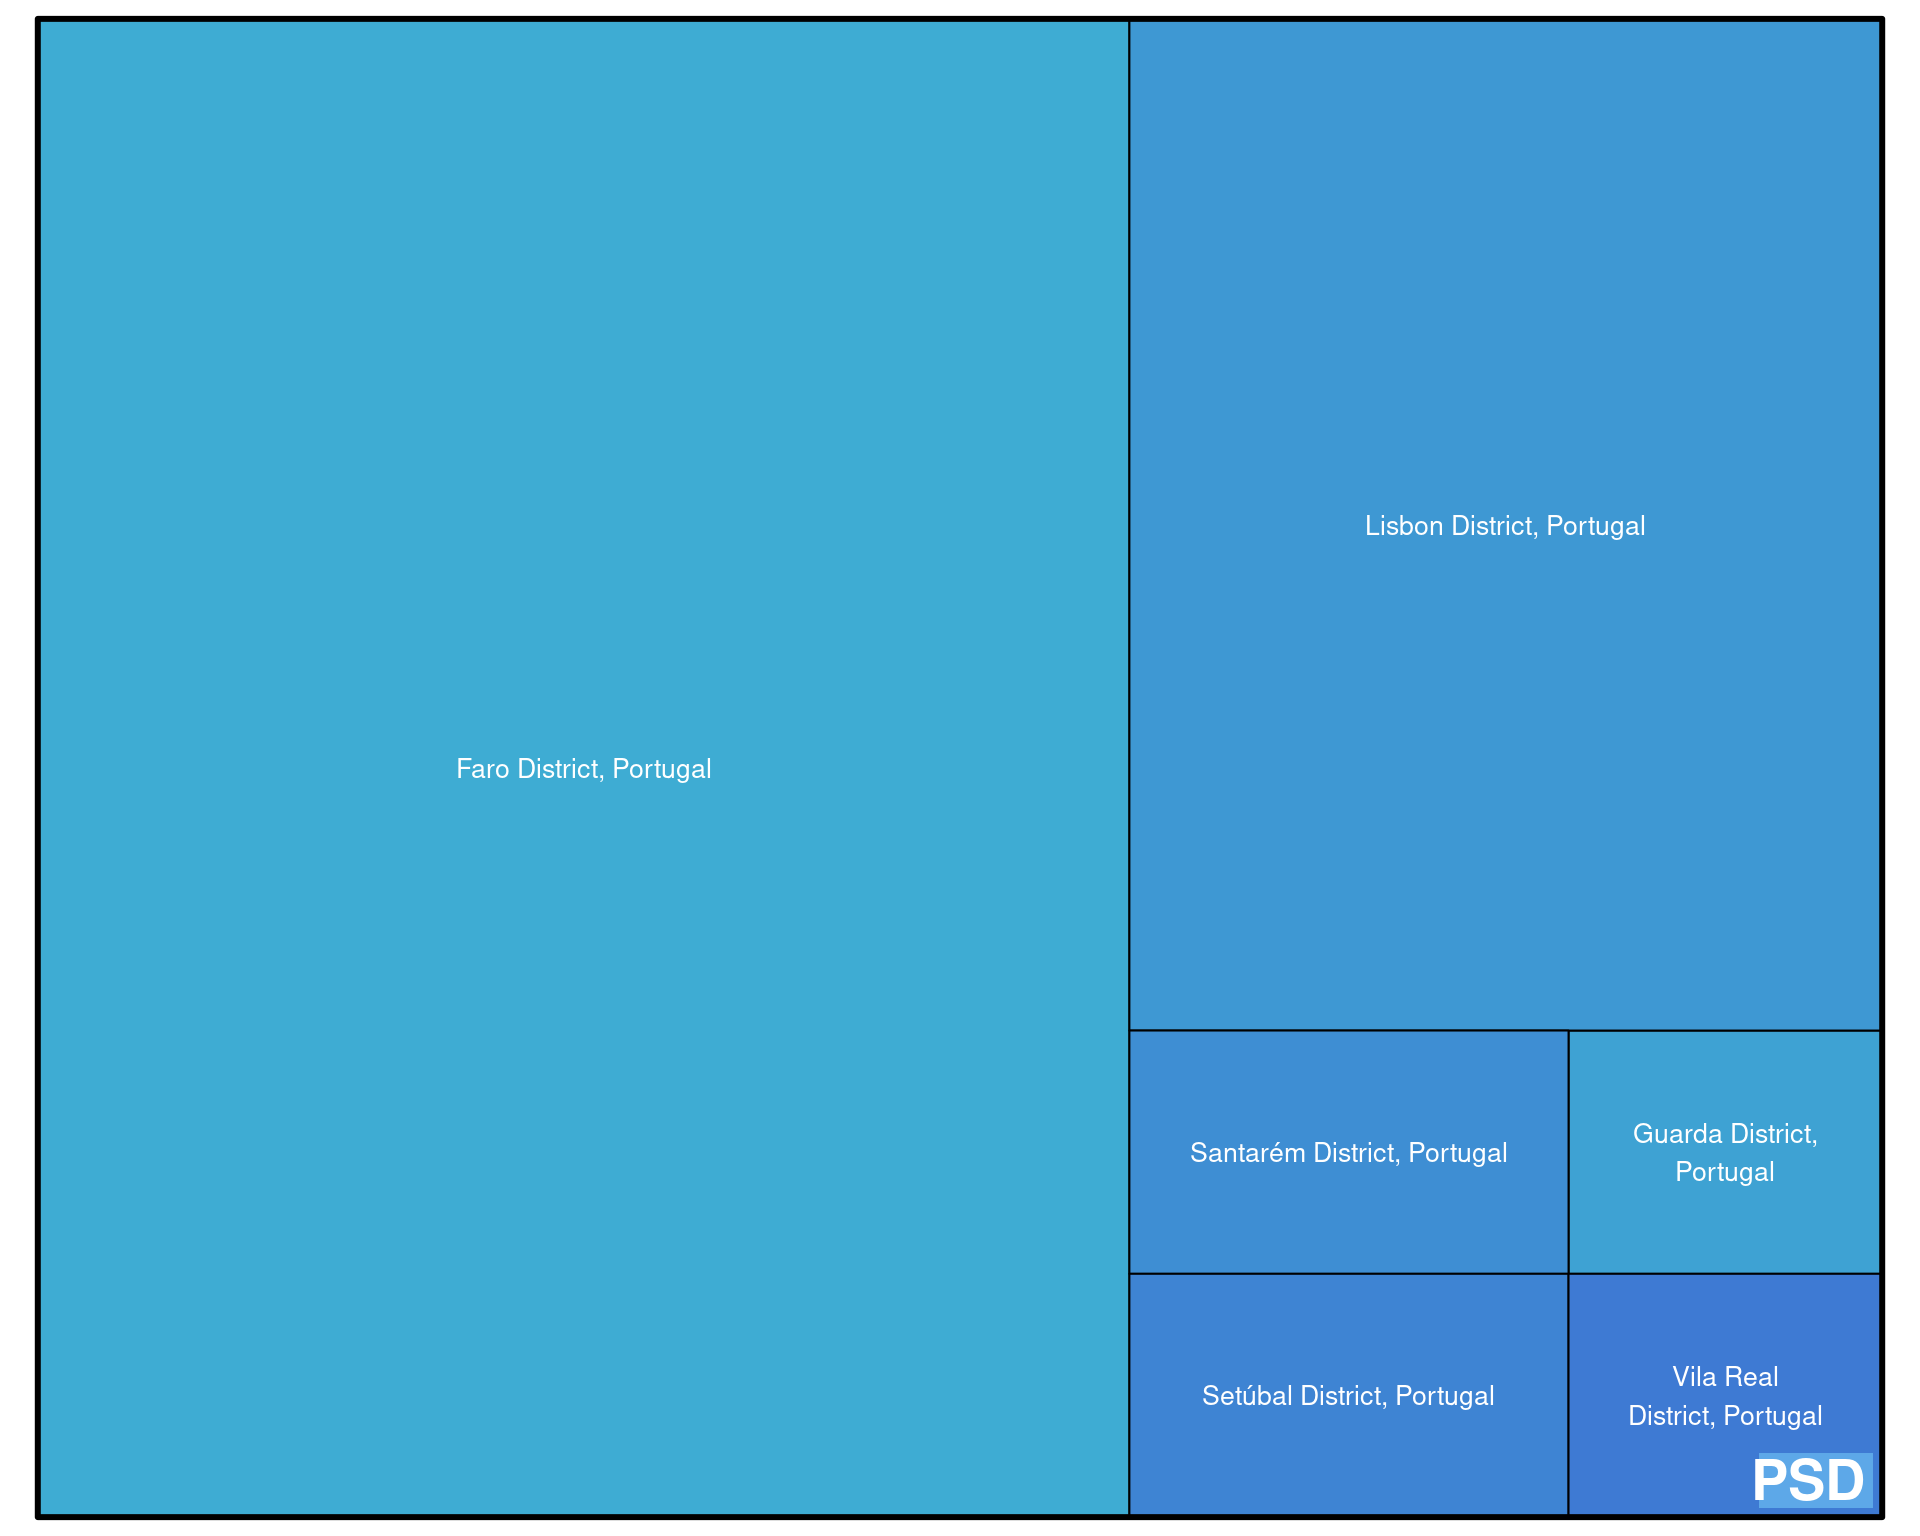 Faro District, Portugal
Lisbon District, Portugal
Santarém District, Portugal
Guarda District,
Portugal
Setúbal District, Portugal
Vila Real
District, Portugal
PSD